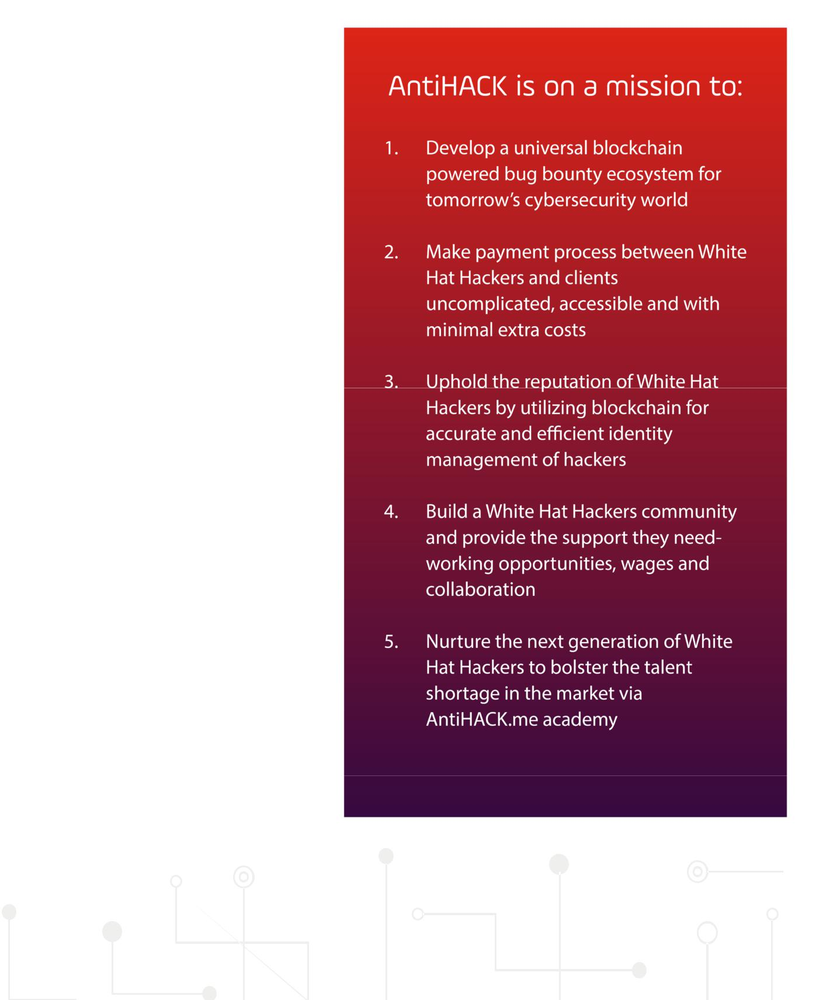 AntiHACK is on a mission to:
1. Develop a universal blockchain
powered bug bounty ecosystem for
tomorrow’s cybersecurity world
2. Make payment process between White
Hat Hackers and clients
uncomplicated, accessible and with
minimal extra costs
3. Uphold the reputation of White Hat
Hackers by utilizing blockchain for
accurate and efficient identity
management of hackers
4. Build a White Hat Hackers community
and provide the support they need-
working opportunities, wages and
collaboration
5. Nurture the next generation of White
Hat Hackers to bolster the talent
shortage in the market via
AntiHACK.me academy